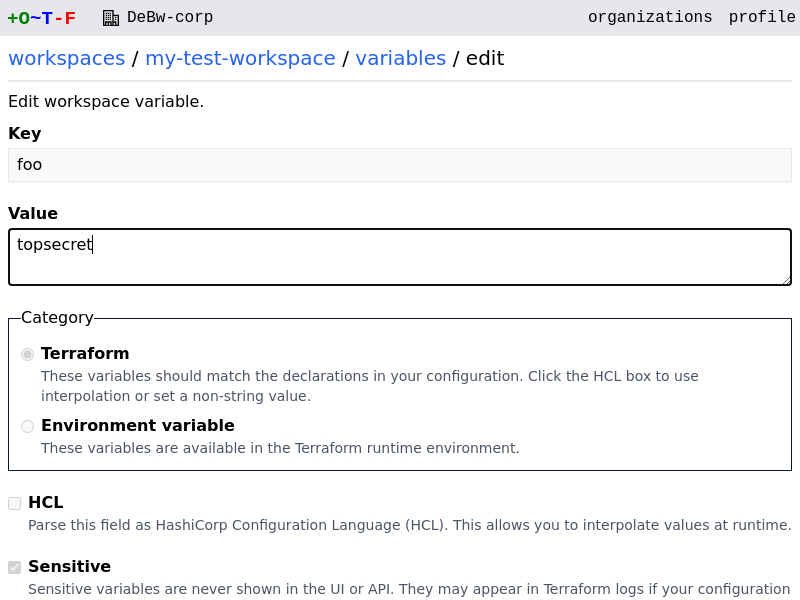 +O~T-F DeBw-corp organizations profile
workspaces / my-test-workspace / variables / edit
Edit workspace variable.
Key
foo
Value
topsecret
Category
Terraform
These variables should match the declarations in your configuration. Click the HCL box to use
interpolation or set a non-string value.
Environment variable
These variables are available in the Terraform runtime environment.
HCL
Parse this field as HashiCorp Configuration Language (HCL). This allows you to interpolate values at runtime.
Sensitive
Sensitive variables are never shown in the UI or API. They may appear in Terraform logs if your configuration